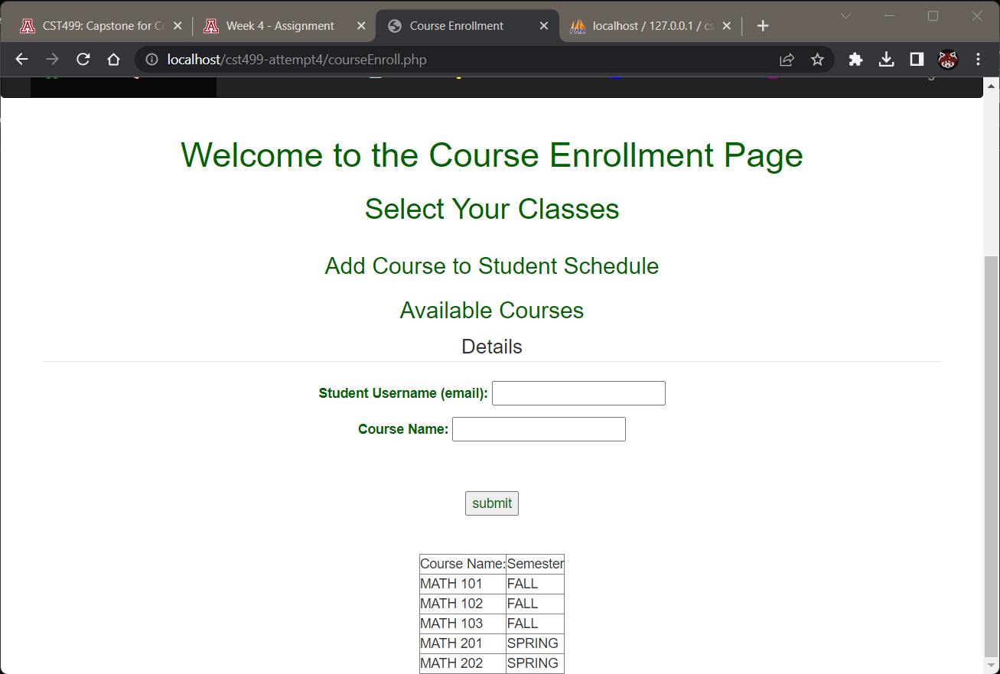 CST499: Capstone for Co
Week 4 - Assignment
Course Enrollment
localhost / 127.0.0.1 / cs
localhost/cst499-attempt4/courseEnroll.php
Welcome to the Course Enrollment Page
Select Your Classes
Add Course to Student Schedule
Available Courses
Details
Student Username (email):
Course Name:
submit
Course Name: Semester
MATH 101 FALL
MATH 102 FALL
MATH 103 FALL
MATH 201 SPRING
MATH 202 SPRING